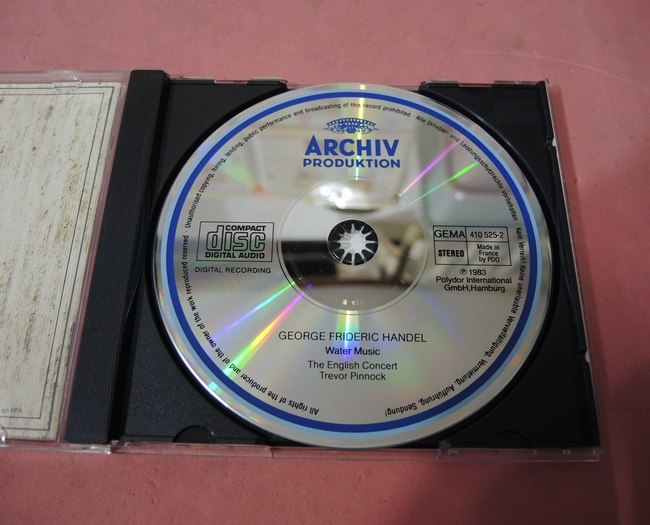 Unauthorised copying, hiring, lending, public performance and broadcasting of this record prohibited · Alle Urheber- und Leistungsschutzrechte vorbehalten · Kein Verleih! Keine unerlaubte Vervielfältigung, Vermietung, Aufführung, Sendung!
All rights of the producer and of the owner of the work reproduced reserved ·
ARCHIV
PRODUKTION
COMPACT
disc
DIGITAL AUDIO
DIGITAL RECORDING
GEMA 410 525-2
STEREO
Made in
France
by PDO
℗ 1983
Polydor International
GmbH,Hamburg
GEORGE FRIDERIC HANDEL
Water Music
The English Concert
Trevor Pinnock